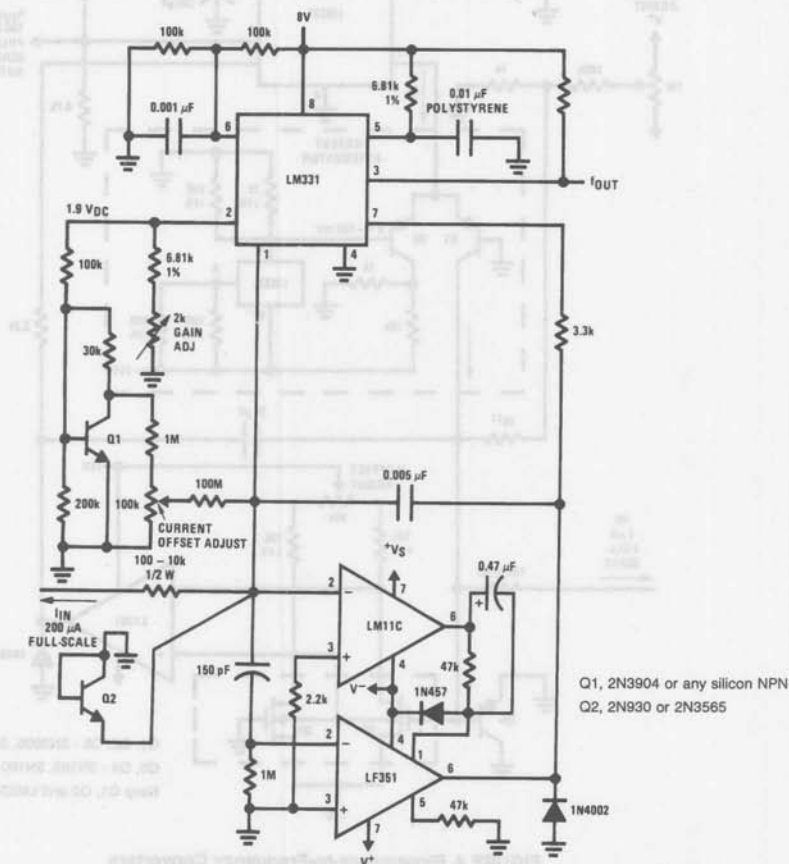 8V
100k
100k
6.81k
1%
0.01 μF
POLYSTYRENE
0.001 μF
8
6
5
LM331
3
fOUT
1.9 VDC
2
7
1
4
100k
6.81k
1%
2k
GAIN
ADJ
3.3k
30k
Q1
1M
200k
100k
100M
0.005 μF
CURRENT
OFFSET ADJUST
100 – 10k
1/2 W
+VS
0.47 μF
IIN
200 μA
FULL-SCALE
2
–
7
+
LM11C
6
3
+
4
47k
150 pF
V–
1N457
Q2
2.2k
Q1, 2N3904 or any silicon NPN
Q2, 2N930 or 2N3565
2
–
4
1
1M
LF351
6
3
+
5
47k
1N4002
7
V+